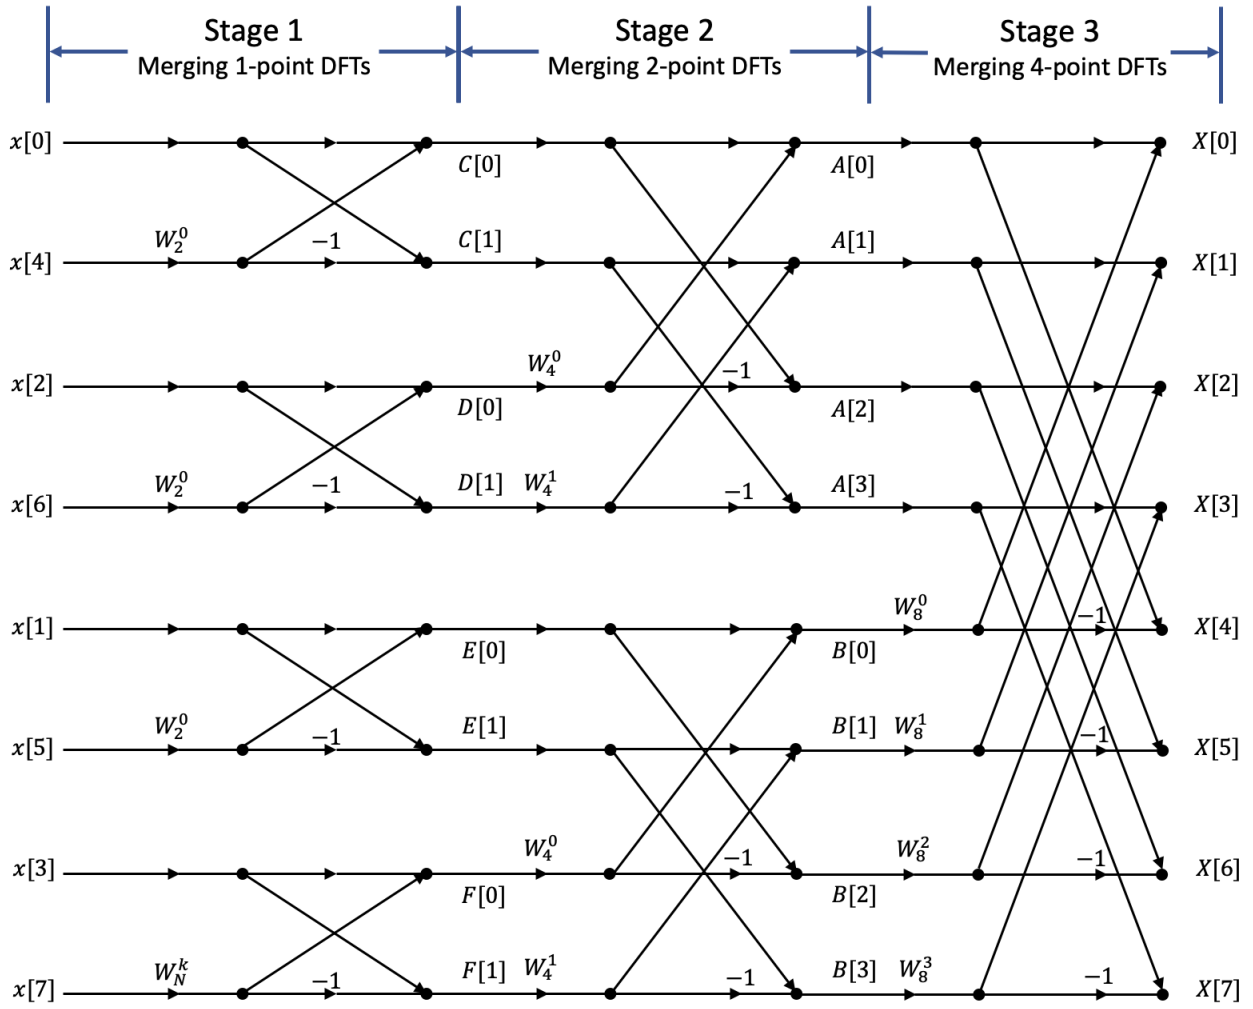 Stage 1 Stage 2 Stage 3
Merging 1-point DFTs Merging 2-point DFTs Merging 4-point DFTs
x[0] C[0] A[0] X[0]
x[4] W_2^0 −1 C[1] A[1] X[1]
x[2] D[0] W_4^0 −1 A[2] X[2]
x[6] W_2^0 −1 D[1] W_4^1 −1 A[3] X[3]
x[1] E[0] B[0] W_8^0 −1 X[4]
x[5] W_2^0 −1 E[1] B[1] W_8^1 −1 X[5]
x[3] F[0] W_4^0 −1 B[2] W_8^2 −1 X[6]
x[7] W_N^k −1 F[1] W_4^1 −1 B[3] W_8^3 −1 X[7]